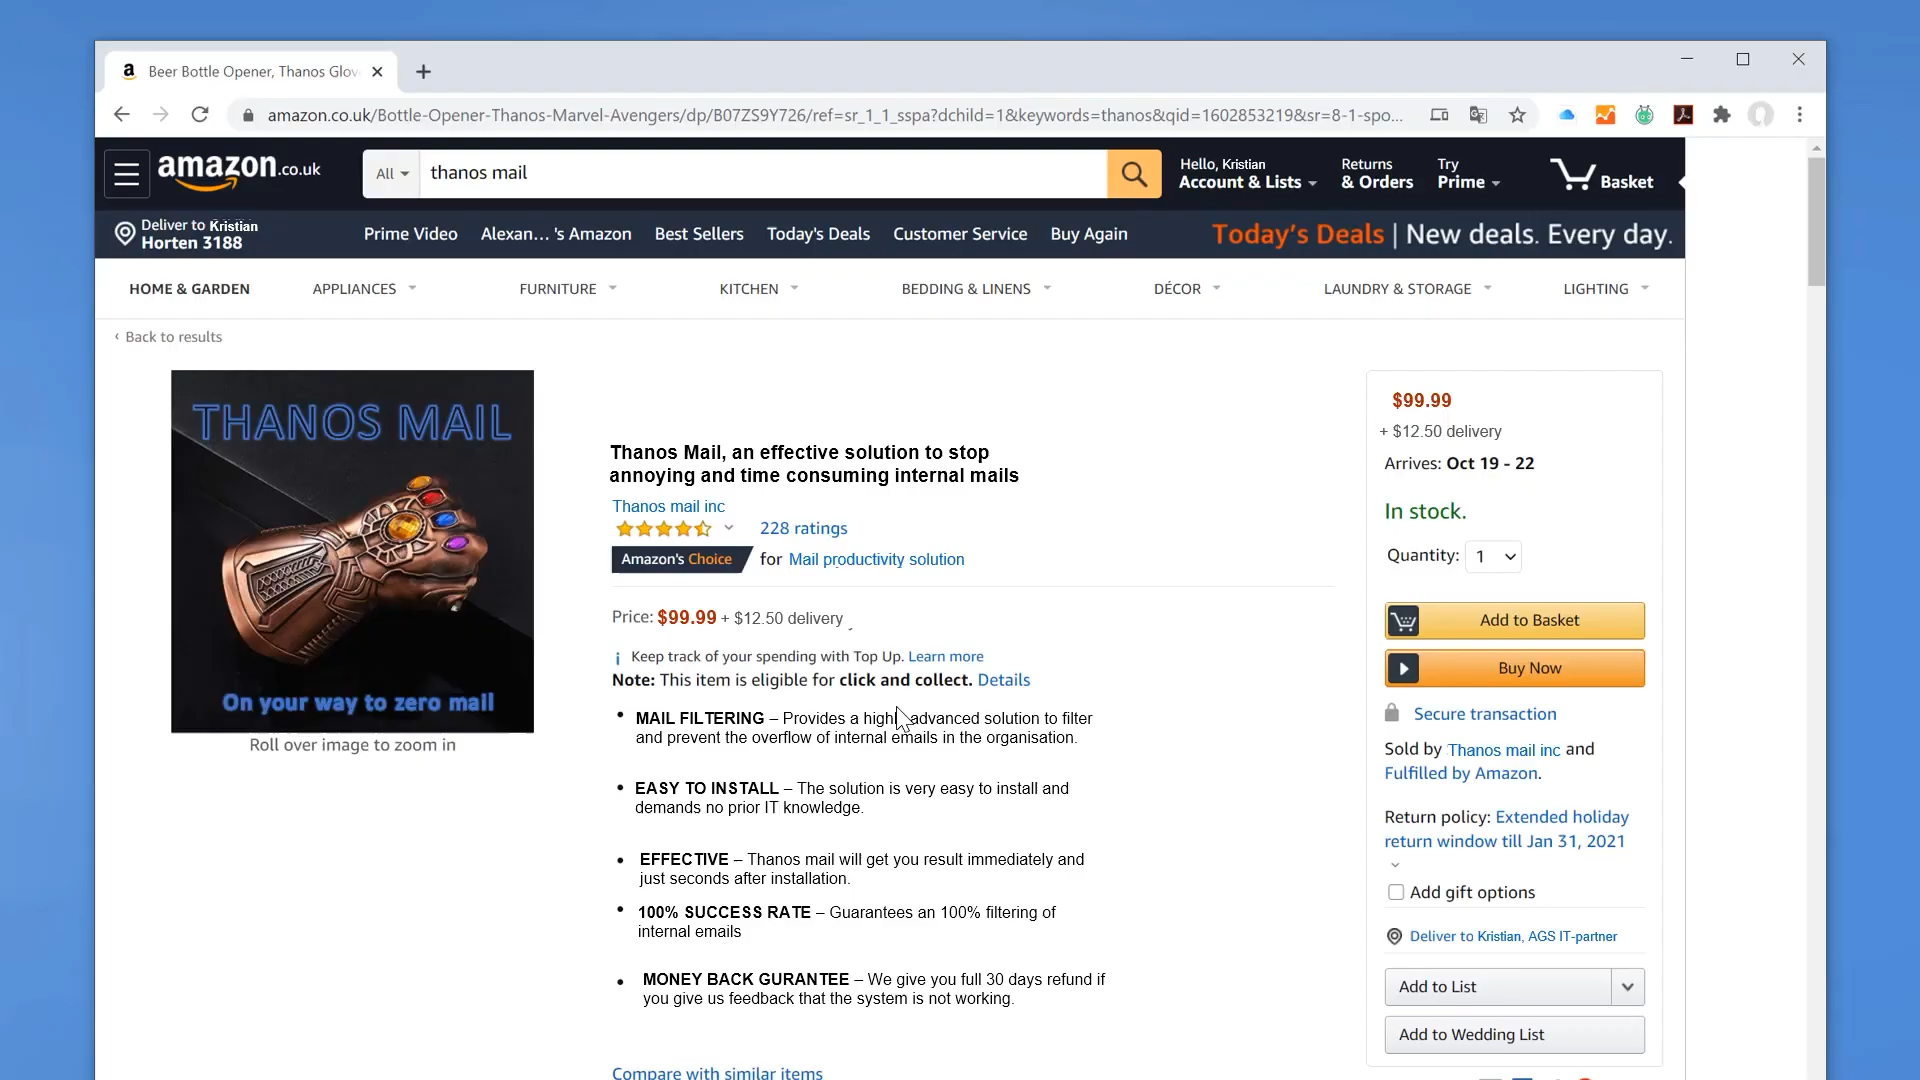 Beer Bottle Opener, Thanos Glov
amazon.co.uk/Bottle-Opener-Thanos-Marvel-Avengers/dp/B07ZS9Y726/ref=sr_1_1_sspa?dchild=1&keywords=thanos&qid=1602853219&sr=8-1-spo...
amazon.co.uk
All
thanos mail
Hello, Kristian
Account & Lists
Returns
& Orders
Try
Prime
Basket
Deliver to Kristian
Horten 3188
Prime Video
Alexan... 's Amazon
Best Sellers
Today's Deals
Customer Service
Buy Again
Today's Deals | New deals. Every day.
HOME & GARDEN
APPLIANCES
FURNITURE
KITCHEN
BEDDING & LINENS
DÉCOR
LAUNDRY & STORAGE
LIGHTING
‹ Back to results
THANOS MAIL
On your way to zero mail
Roll over image to zoom in
Thanos Mail, an effective solution to stop
annoying and time consuming internal mails
Thanos mail inc
228 ratings
Amazon's Choice for Mail productivity solution
Price: $99.99 + $12.50 delivery
Keep track of your spending with Top Up. Learn more
Note: This item is eligible for click and collect. Details
• MAIL FILTERING – Provides a highly advanced solution to filter
and prevent the overflow of internal emails in the organisation.
• EASY TO INSTALL – The solution is very easy to install and
demands no prior IT knowledge.
• EFFECTIVE – Thanos mail will get you result immediately and
just seconds after installation.
• 100% SUCCESS RATE – Guarantees an 100% filtering of
internal emails
• MONEY BACK GURANTEE – We give you full 30 days refund if
you give us feedback that the system is not working.
Compare with similar items
$99.99
+ $12.50 delivery
Arrives: Oct 19 - 22
In stock.
Quantity: 1
Add to Basket
Buy Now
Secure transaction
Sold by Thanos mail inc and
Fulfilled by Amazon.
Return policy: Extended holiday
return window till Jan 31, 2021
Add gift options
Deliver to Kristian, AGS IT-partner
Add to List
Add to Wedding List